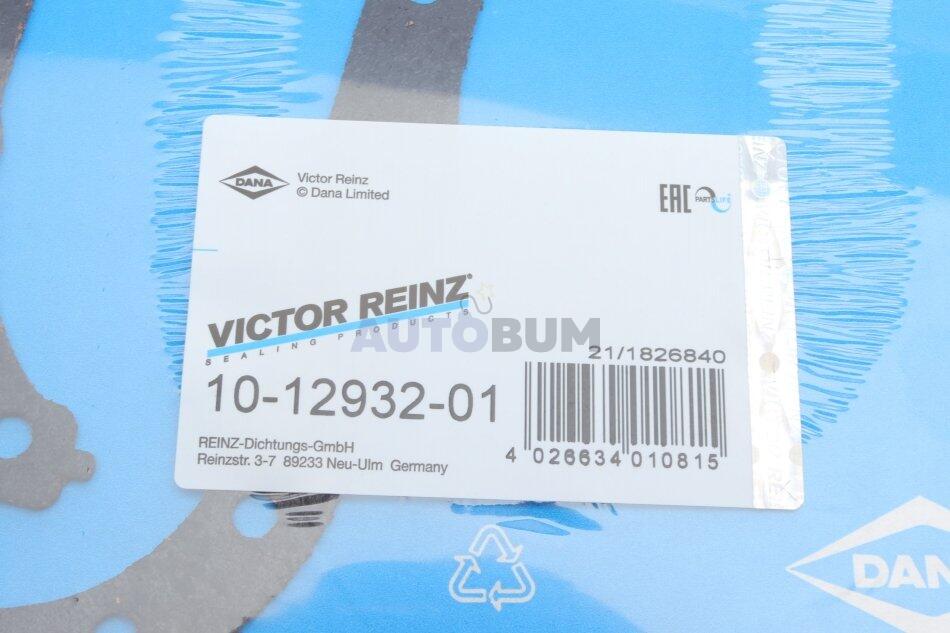 DANA
Victor Reinz
© Dana Limited
EAC
PARTSLIFE
VICTOR REINZ®
SEALING PRODUCTS
AUTOBUM
21/1826840
10-12932-01
REINZ-Dichtungs-GmbH
Reinzstr. 3-7 89233 Neu-Ulm Germany
4 026634 010815
DAN